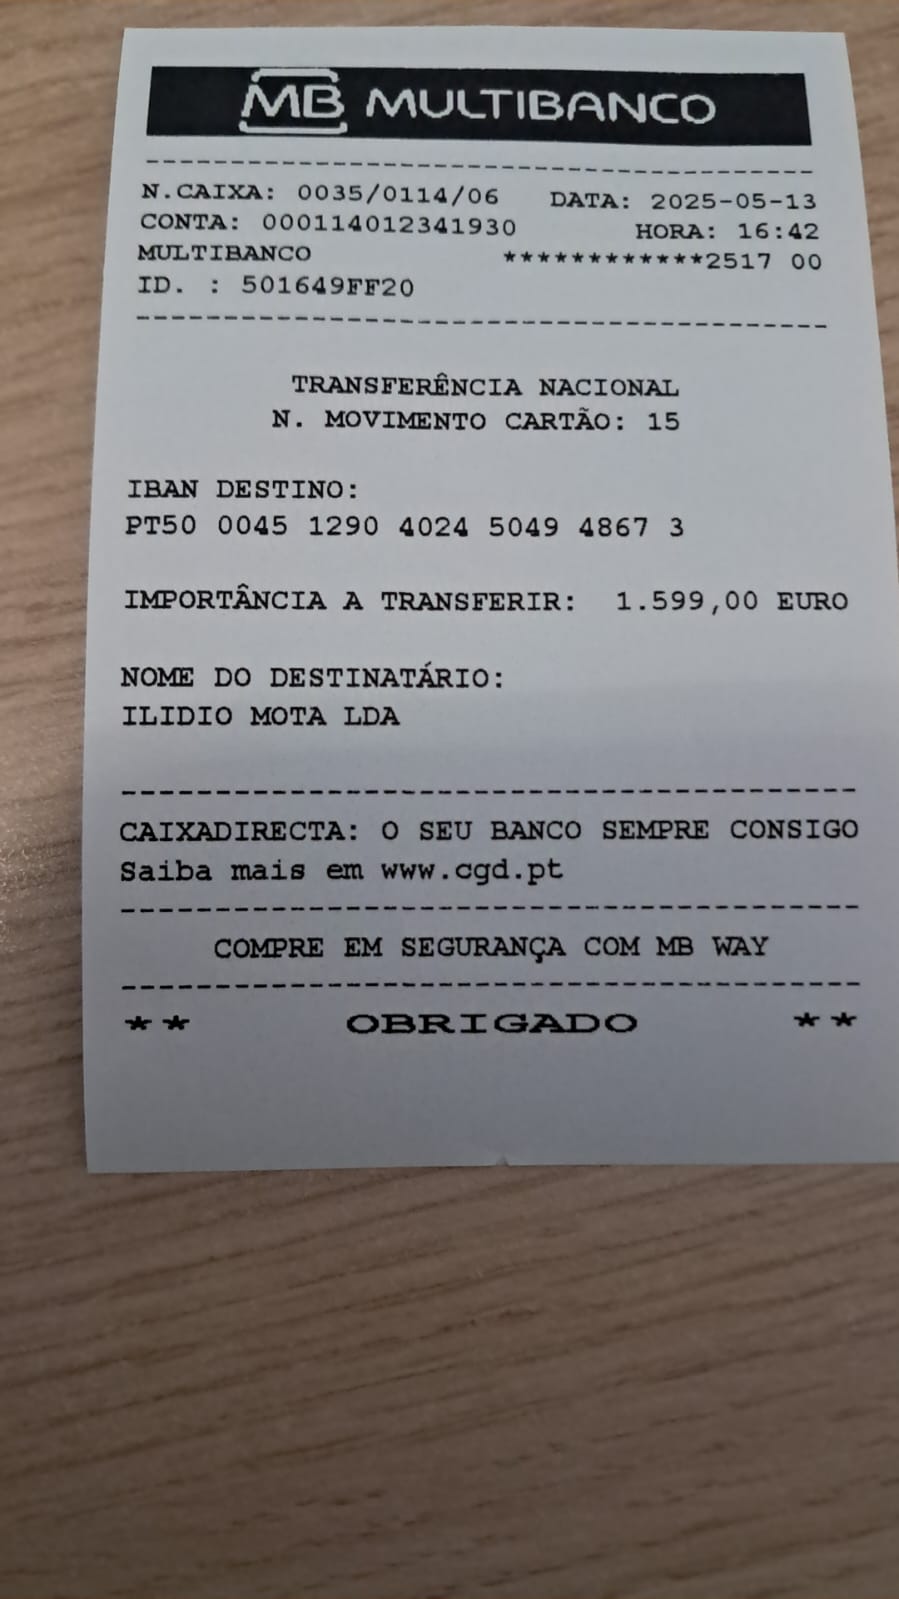 MB MULTIBANCO
N.CAIXA: 0035/0114/06 DATA: 2025-05-13
CONTA: 000114012341930 HORA: 16:42
MULTIBANCO ************2517 00
ID. : 501649FF20
TRANSFERÊNCIA NACIONAL
N. MOVIMENTO CARTÃO: 15
IBAN DESTINO:
PT50 0045 1290 4024 5049 4867 3
IMPORTÂNCIA A TRANSFERIR: 1.599,00 EURO
NOME DO DESTINATÁRIO:
ILIDIO MOTA LDA
CAIXADIRECTA: O SEU BANCO SEMPRE CONSIGO
Saiba mais em www.cgd.pt
COMPRE EM SEGURANÇA COM MB WAY
** OBRIGADO **